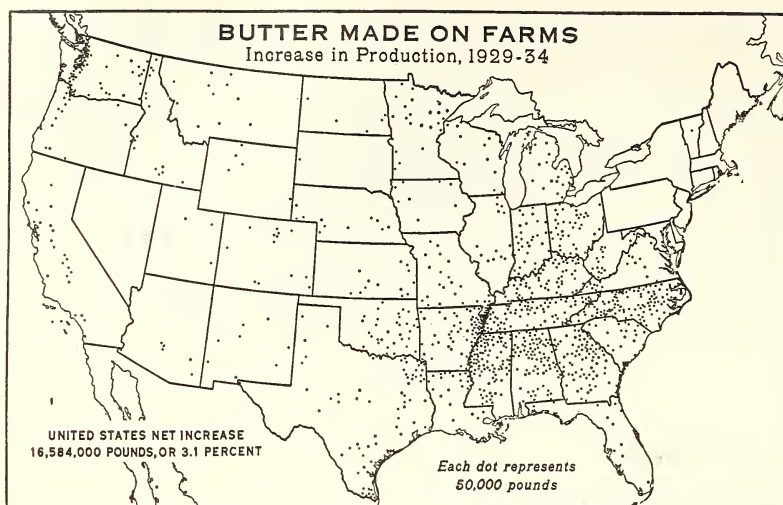 BUTTER MADE ON FARMS
Increase in Production, 1929-34
UNITED STATES NET INCREASE
16,584,000 POUNDS, OR 3.1 PERCENT
Each dot represents
50,000 pounds